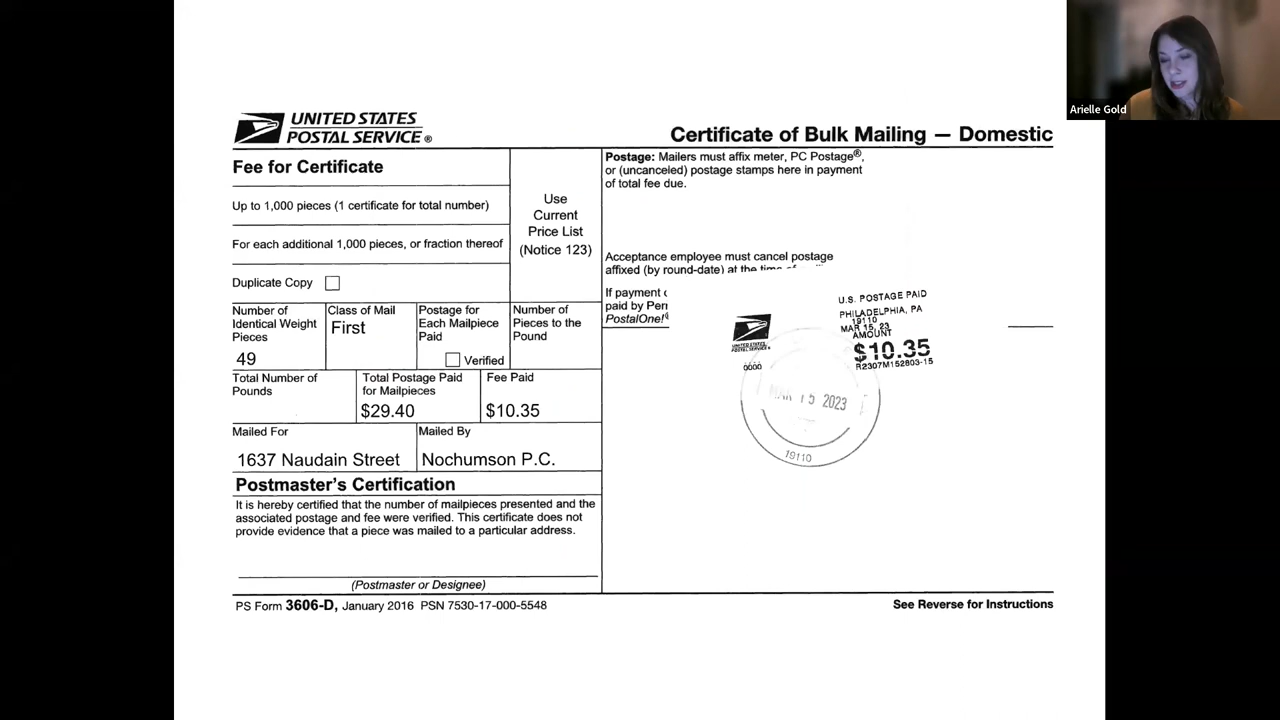 Arielle Gold
UNITED STATES
POSTAL SERVICE®
Certificate of Bulk Mailing — Domestic
Fee for Certificate
Up to 1,000 pieces (1 certificate for total number)
For each additional 1,000 pieces, or fraction thereof
Duplicate Copy
Use
Current
Price List
(Notice 123)
Postage: Mailers must affix meter, PC Postage®,
or (uncanceled) postage stamps here in payment
of total fee due.
Acceptance employee must cancel postage
affixed (by round-date) at the time of
If payment
paid by
PostalOne!
Number of
Identical Weight
Pieces
49
Class of Mail
First
Postage for
Each Mailpiece
Paid
Verified
Number of
Pieces to the
Pound
Total Number of
Pounds
Total Postage Paid
for Mailpieces
$29.40
Fee Paid
$10.35
Mailed For
1637 Naudain Street
Mailed By
Nochumson P.C.
Postmaster's Certification
It is hereby certified that the number of mailpieces presented and the
associated postage and fee were verified. This certificate does not
provide evidence that a piece was mailed to a particular address.
(Postmaster or Designee)
UNITED STATES
POSTAL SERVICE®
0000
U.S. POSTAGE PAID
PHILADELPHIA, PA
19110
MAR 15, 23
AMOUNT
$10.35
R2307M152803-15
MAR 15 2023
19110
PS Form 3606-D, January 2016 PSN 7530-17-000-5548
See Reverse for Instructions